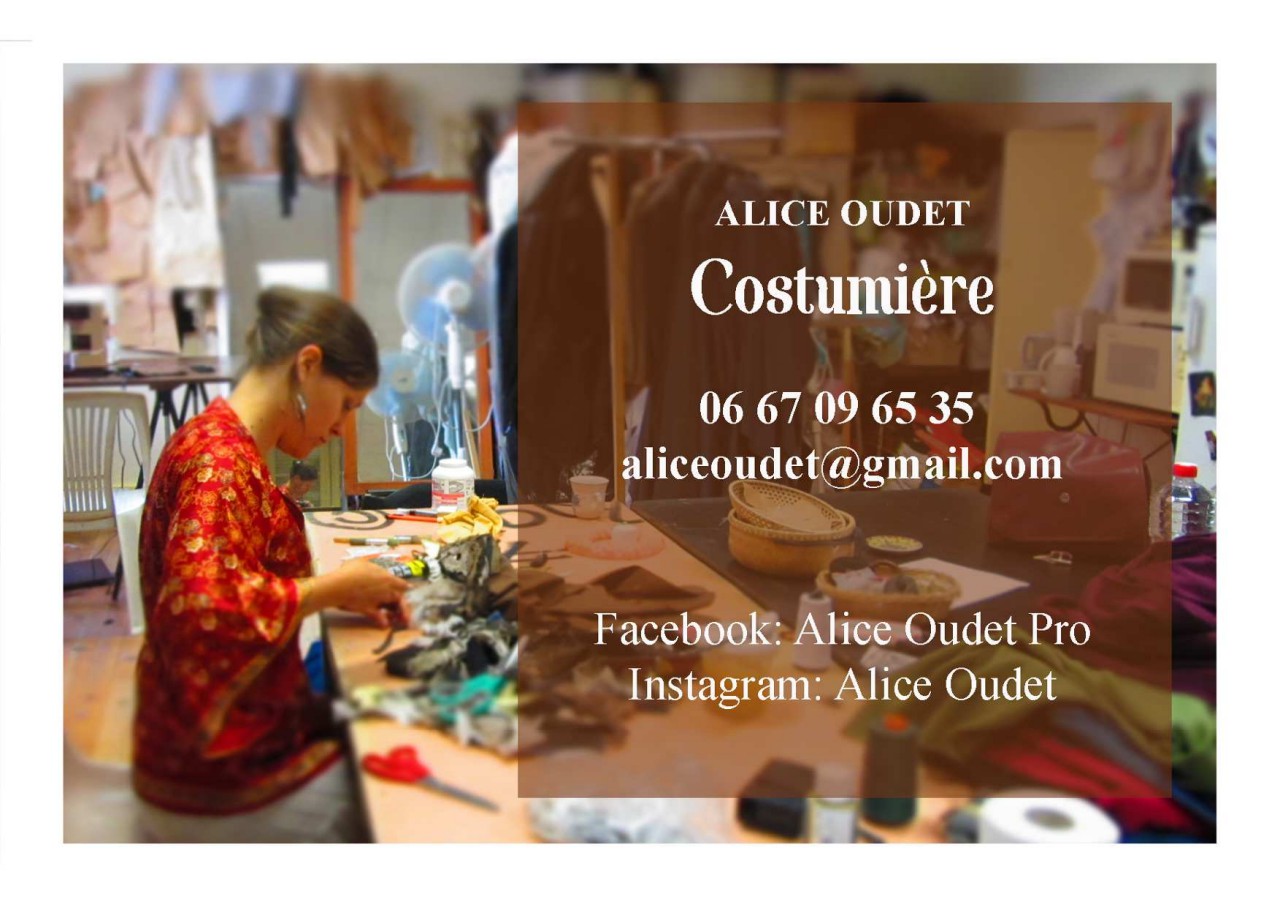 ALICE OUDET
Costumière
06 67 09 65 35
aliceoudet@gmail.com
Facebook: Alice Oudet Pro
Instagram: Alice Oudet